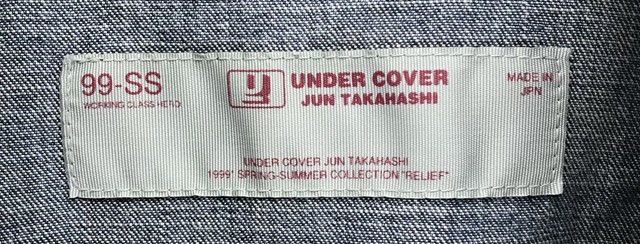 99-SS
WORKING CLASS HERO
UNDER COVER
JUN TAKAHASHI
MADE IN
JPN
UNDER COVER JUN TAKAHASHI
1999' SPRING-SUMMER COLLECTION "RELIEF"